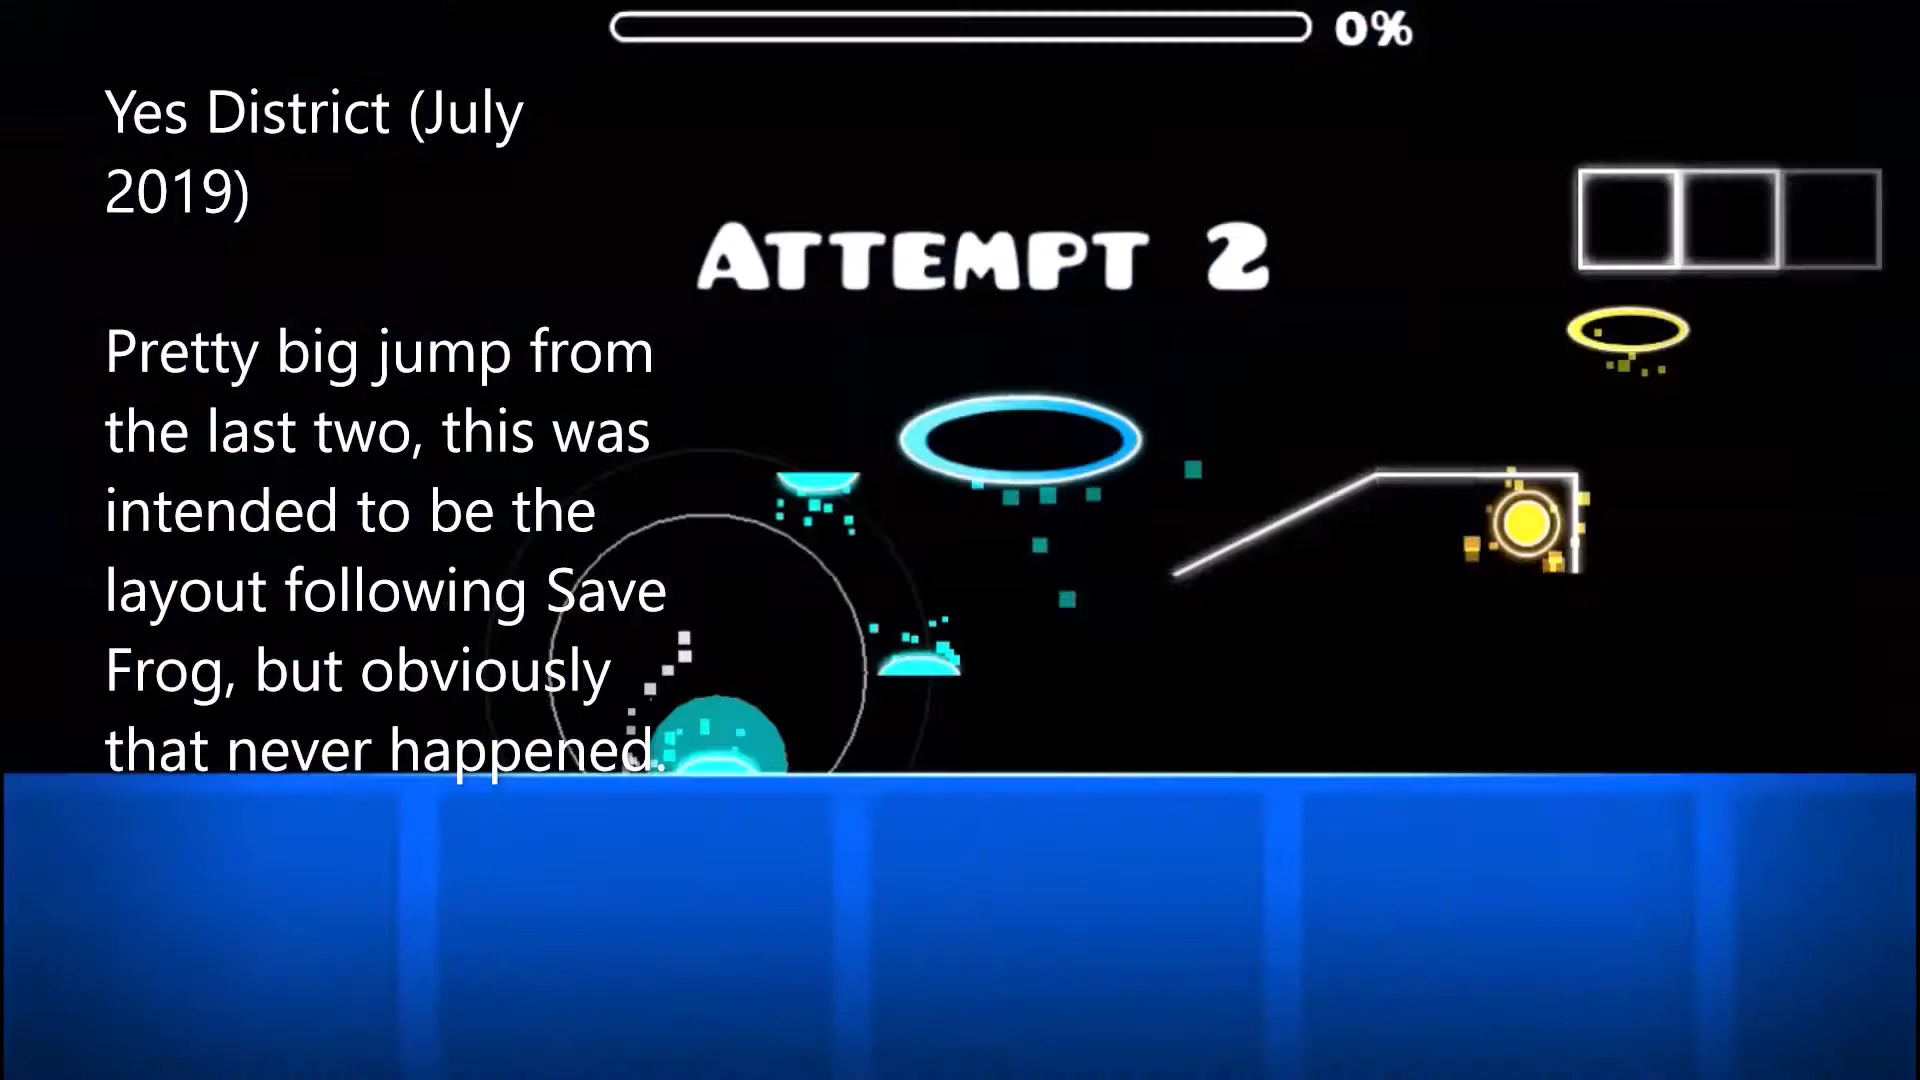 0%
Yes District (July
2019)
ATTEMPT 2
Pretty big jump from
the last two, this was
intended to be the
layout following Save
Frog, but obviously
that never happened.